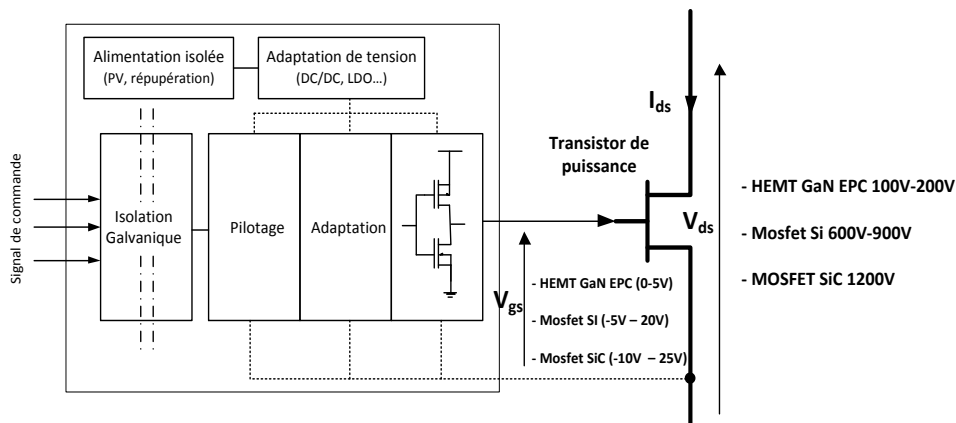 Alimentation isolée
(PV, répupération)
Adaptation de tension
(DC/DC, LDO...)
Signal de commande
Isolation
Galvanique
Pilotage
Adaptation
Transistor de
puissance
Ids
Vds
Vgs
- HEMT GaN EPC (0-5V)
- Mosfet SI (-5V – 20V)
- Mosfet SiC (-10V – 25V)
- HEMT GaN EPC 100V-200V
- Mosfet Si 600V-900V
- MOSFET SiC 1200V